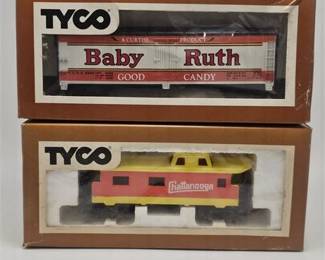 TYCO
A CURTISS PRODUCT
Baby Ruth
GOOD CANDY
TYCO
Chattanooga